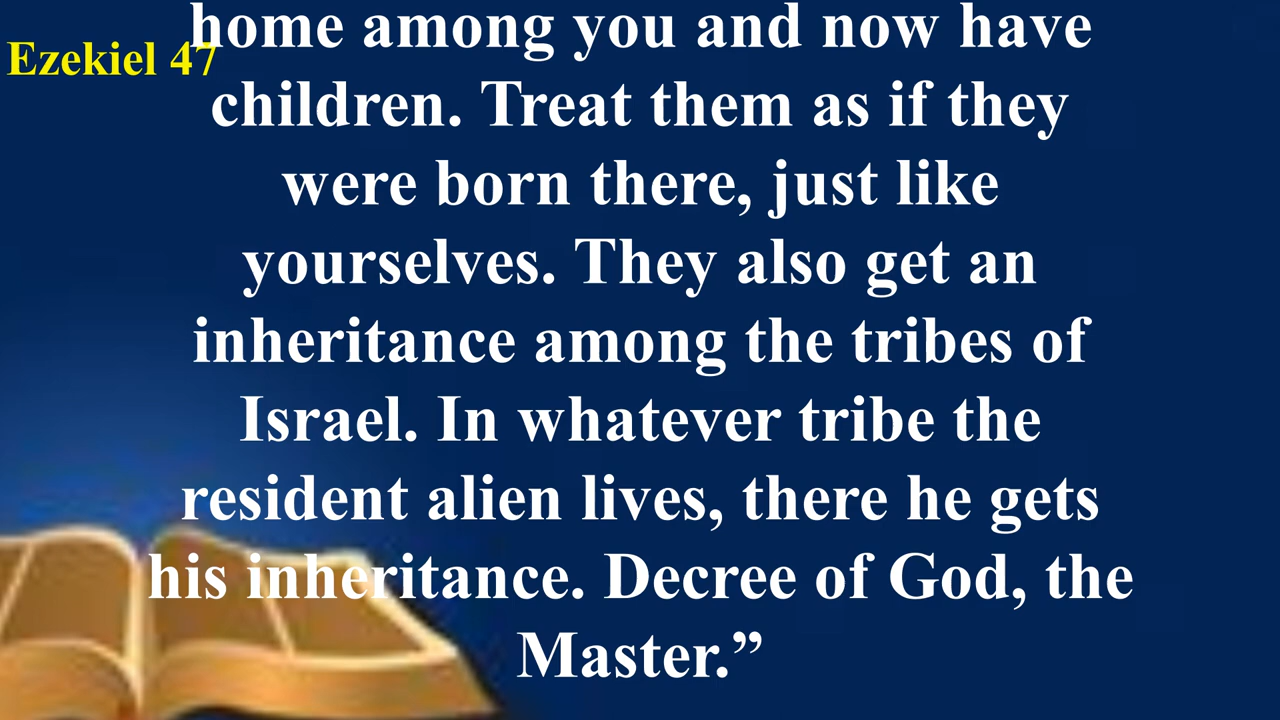 Ezekiel 47
home among you and now have
children. Treat them as if they
were born there, just like
yourselves. They also get an
inheritance among the tribes of
Israel. In whatever tribe the
resident alien lives, there he gets
his inheritance. Decree of God, the
Master.”